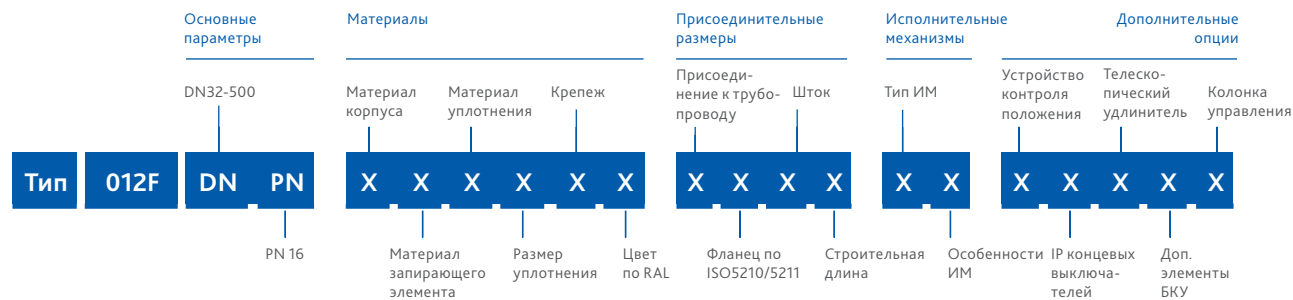 Основные
параметры
Материалы
Присоединительные
размеры
Исполнительные
механизмы
Дополнительные
опции
DN32-500
Материал
корпуса
Материал
уплотнения
Крепеж
Присоеди-
нение к трубо-
проводу
Шток
Тип ИМ
Устройство
контроля
положения
Телеско-
пический
удлинитель
Колонка
управления
Тип 012F DN PN X X X X X X X X X X X X X X X X X
PN 16
Материал
запирающего
элемента
Размер
уплотнения
Цвет
по RAL
Фланец по
ISO5210/5211
Строительная
длина
Особенности
ИМ
IP концевых
выключа-
телей
Доп.
элементы
БКУ